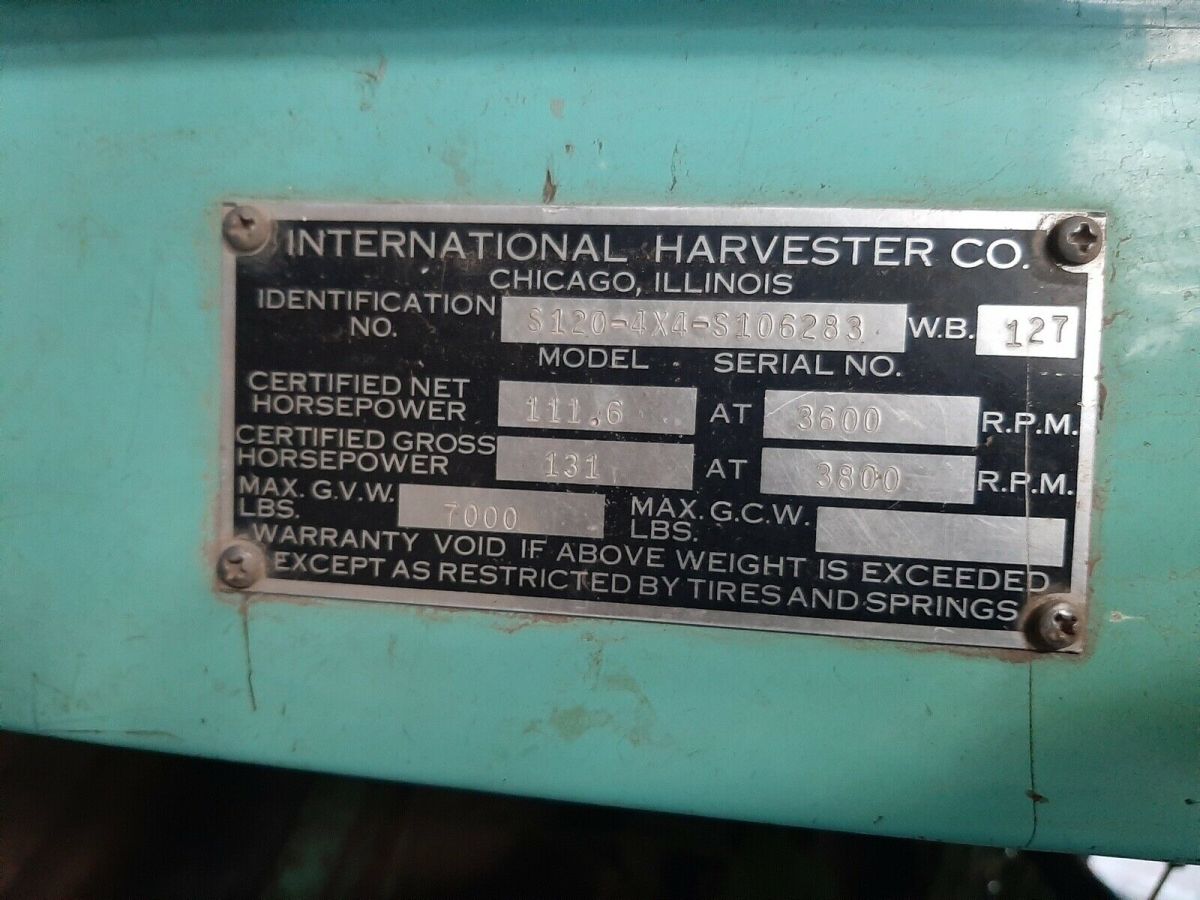 INTERNATIONAL HARVESTER CO.
CHICAGO, ILLINOIS
IDENTIFICATION NO. S120-4X4-S106283 W.B. 127
MODEL SERIAL NO.
CERTIFIED NET HORSEPOWER 111.6 AT 3600 R.P.M.
CERTIFIED GROSS HORSEPOWER 131 AT 3800 R.P.M.
MAX. G.V.W. LBS. 7000 MAX. G.C.W. LBS.
WARRANTY VOID IF ABOVE WEIGHT IS EXCEEDED
EXCEPT AS RESTRICTED BY TIRES AND SPRINGS